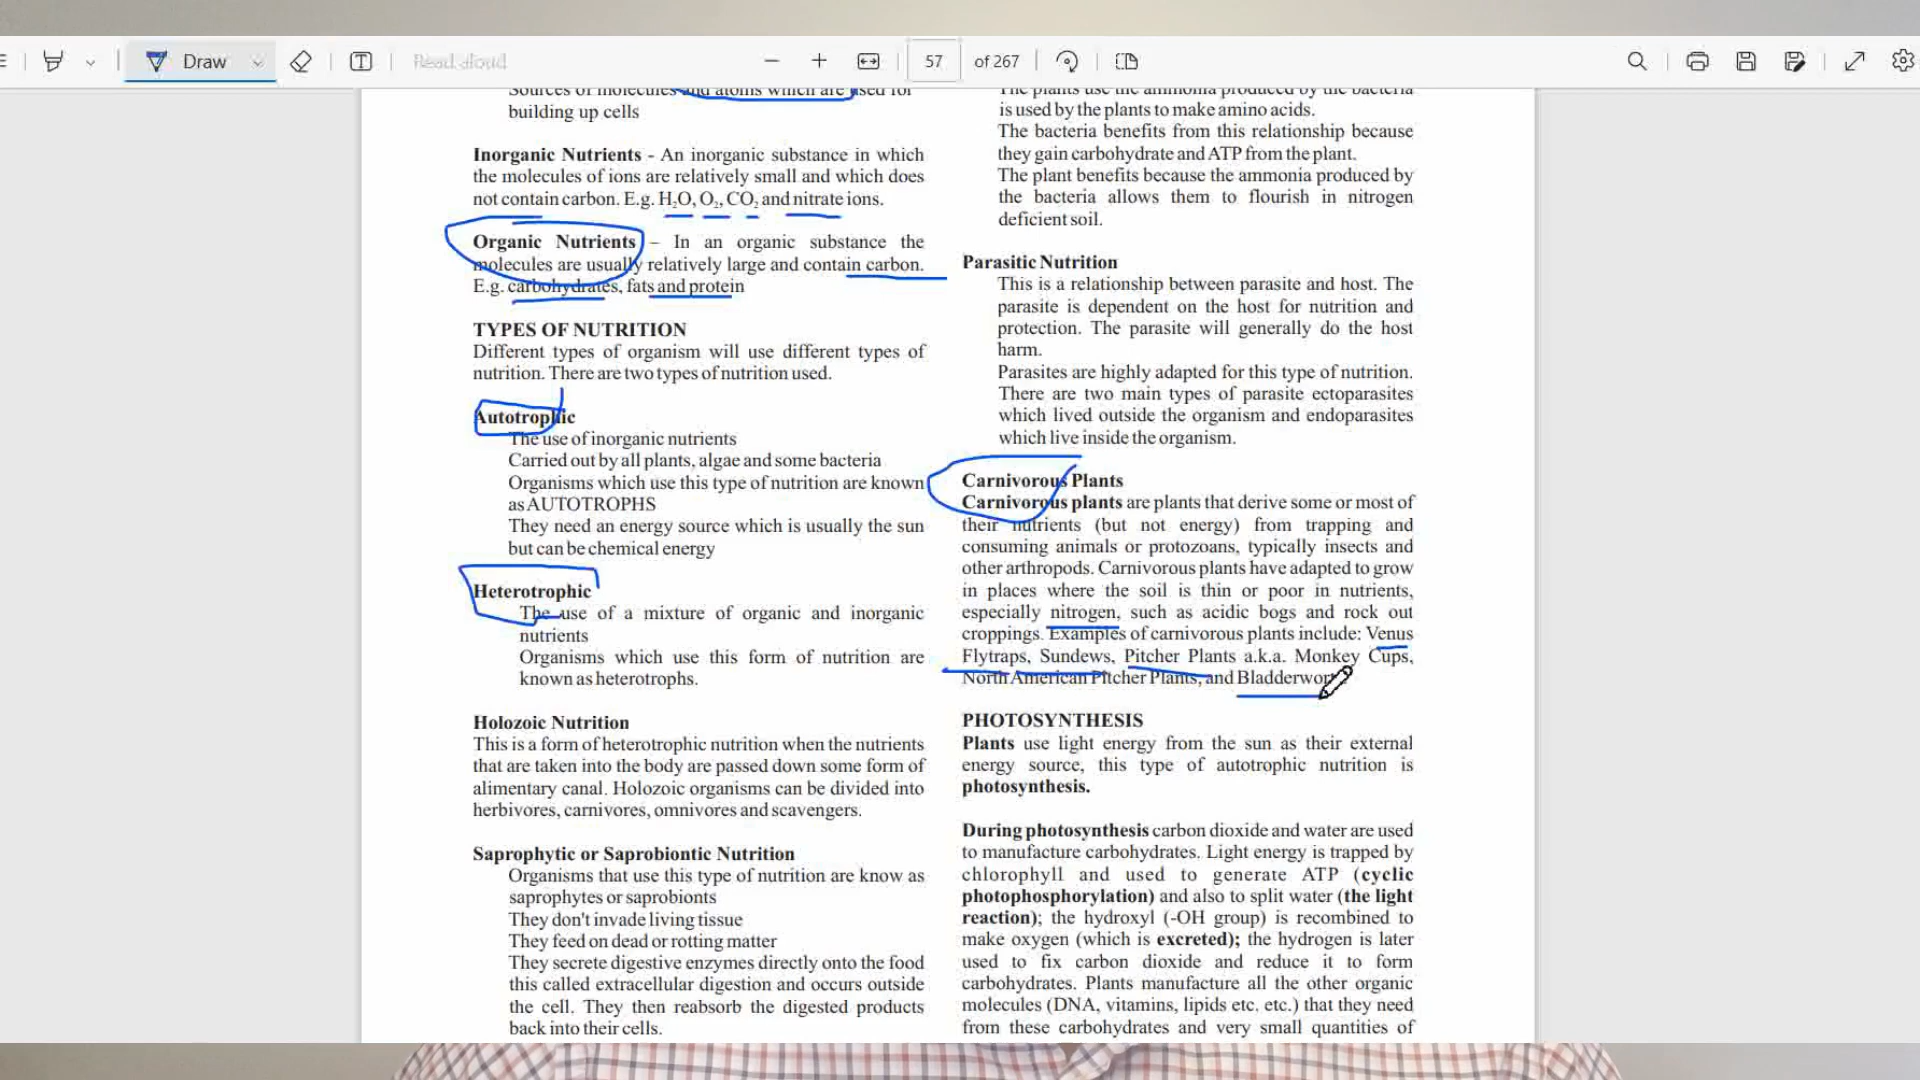 Draw
Read aloud
57
of 267
Sources of molecules and atoms which are used for
building up cells
Inorganic Nutrients - An inorganic substance in which
the molecules of ions are relatively small and which does
not contain carbon. E.g. H₂O, O₂, CO₂ and nitrate ions.
Organic Nutrients – In an organic substance the
molecules are usually relatively large and contain carbon.
E.g. carbohydrates, fats and protein
TYPES OF NUTRITION
Different types of organism will use different types of
nutrition. There are two types of nutrition used.
Autotrophic
The use of inorganic nutrients
Carried out by all plants, algae and some bacteria
Organisms which use this type of nutrition are known
as AUTOTROPHS
They need an energy source which is usually the sun
but can be chemical energy
Heterotrophic
The use of a mixture of organic and inorganic
nutrients
Organisms which use this form of nutrition are
known as heterotrophs.
Holozoic Nutrition
This is a form of heterotrophic nutrition when the nutrients
that are taken into the body are passed down some form of
alimentary canal. Holozoic organisms can be divided into
herbivores, carnivores, omnivores and scavengers.
Saprophytic or Saprobiontic Nutrition
Organisms that use this type of nutrition are know as
saprophytes or saprobionts
They don't invade living tissue
They feed on dead or rotting matter
They secrete digestive enzymes directly onto the food
this called extracellular digestion and occurs outside
the cell. They then reabsorb the digested products
back into their cells.
The plants use the ammonia produced by the bacteria
is used by the plants to make amino acids.
The bacteria benefits from this relationship because
they gain carbohydrate and ATP from the plant.
The plant benefits because the ammonia produced by
the bacteria allows them to flourish in nitrogen
deficient soil.
Parasitic Nutrition
This is a relationship between parasite and host. The
parasite is dependent on the host for nutrition and
protection. The parasite will generally do the host
harm.
Parasites are highly adapted for this type of nutrition.
There are two main types of parasite ectoparasites
which lived outside the organism and endoparasites
which live inside the organism.
Carnivorous Plants
Carnivorous plants are plants that derive some or most of
their nutrients (but not energy) from trapping and
consuming animals or protozoans, typically insects and
other arthropods. Carnivorous plants have adapted to grow
in places where the soil is thin or poor in nutrients,
especially nitrogen, such as acidic bogs and rock out
croppings. Examples of carnivorous plants include: Venus
Flytraps, Sundews, Pitcher Plants a.k.a. Monkey Cups,
North American Pitcher Plants, and
PHOTOSYNTHESIS
Plants use light energy from the sun as their external
energy source, this type of autotrophic nutrition is
photosynthesis.
During photosynthesis carbon dioxide and water are used
to manufacture carbohydrates. Light energy is trapped by
chlorophyll and used to generate ATP (cyclic
photophosphorylation) and also to split water (the light
reaction); the hydroxyl (-OH group) is recombined to
make oxygen (which is excreted); the hydrogen is later
used to fix carbon dioxide and reduce it to form
carbohydrates. Plants manufacture all the other organic
molecules (DNA, vitamins, lipids etc. etc.) that they need
from these carbohydrates and very small quantities of